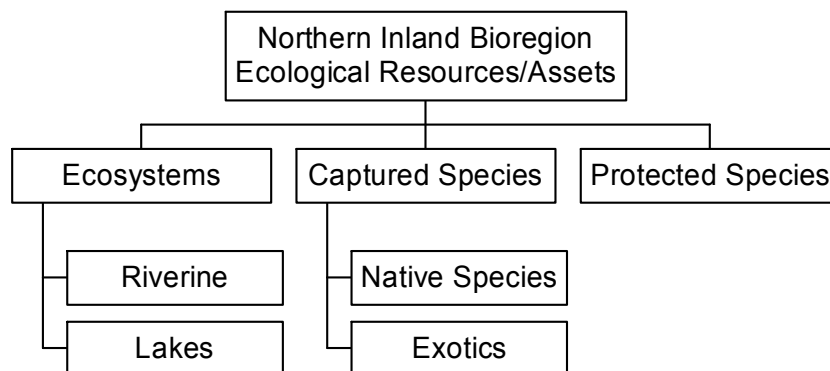 Northern Inland Bioregion
Ecological Resources/Assets
Ecosystems
Captured Species
Protected Species
Riverine
Native Species
Lakes
Exotics